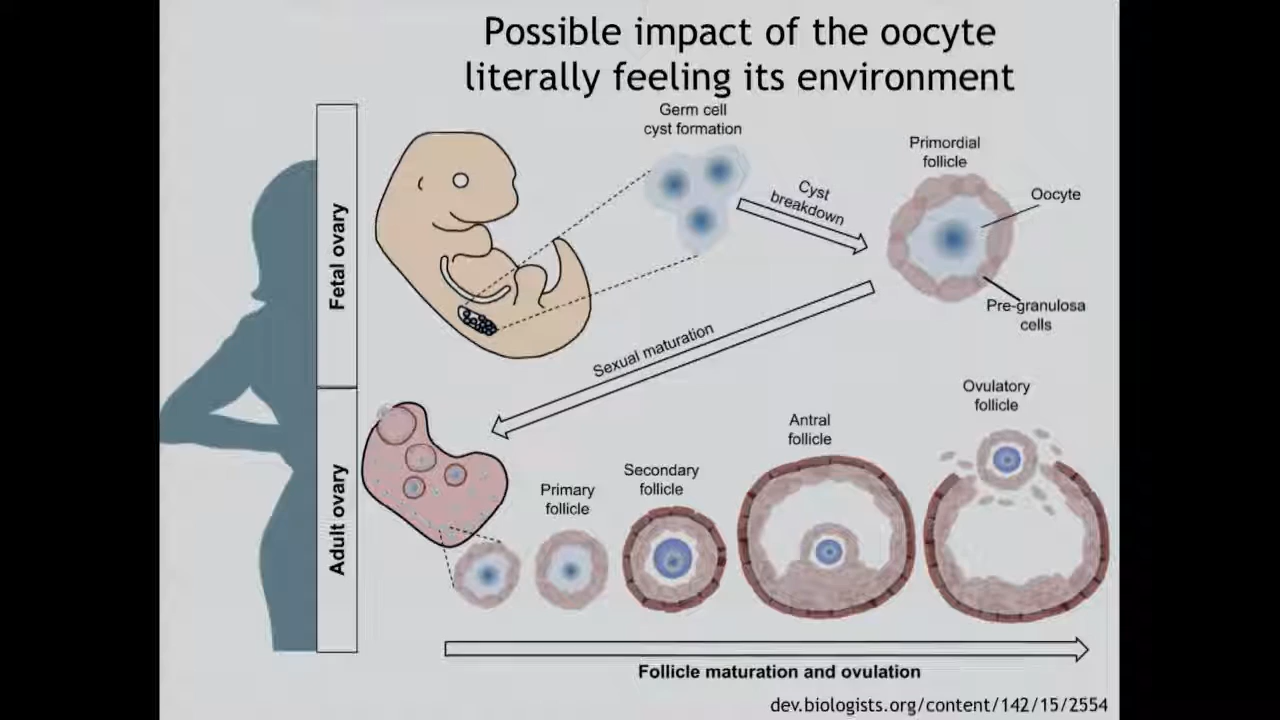 Possible impact of the oocyte
literally feeling its environment
Germ cell
cyst formation
Primordial
follicle
Cyst
breakdown
Oocyte
Pre-granulosa
cells
Fetal ovary
Sexual maturation
Adult ovary
Primary
follicle
Secondary
follicle
Antral
follicle
Ovulatory
follicle
Follicle maturation and ovulation
dev.biologists.org/content/142/15/2554